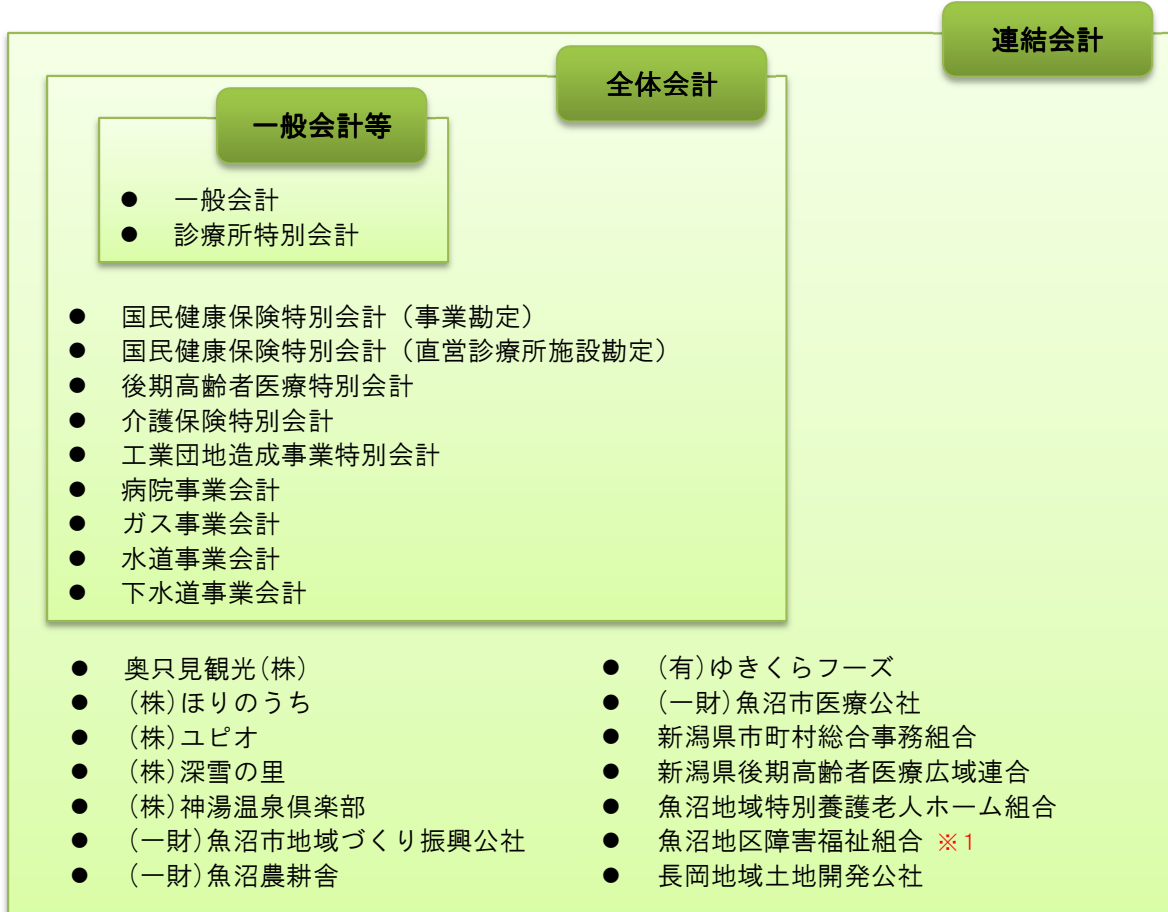 連結会計
全体会計
一般会計等
● 一般会計
● 診療所特別会計
● 国民健康保険特別会計（事業勘定）
● 国民健康保険特別会計（直営診療所施設勘定）
● 後期高齢者医療特別会計
● 介護保険特別会計
● 工業団地造成事業特別会計
● 病院事業会計
● ガス事業会計
● 水道事業会計
● 下水道事業会計
● 奥只見観光(株)
● (株)ほりのうち
● (株)ユピオ
● (株)深雪の里
● (株)神湯温泉倶楽部
● (一財)魚沼市地域づくり振興公社
● (一財)魚沼農耕舎
● (有)ゆきくらフーズ
● (一財)魚沼市医療公社
● 新潟県市町村総合事務組合
● 新潟県後期高齢者医療広域連合
● 魚沼地域特別養護老人ホーム組合
● 魚沼地区障害福祉組合 ※1
● 長岡地域土地開発公社